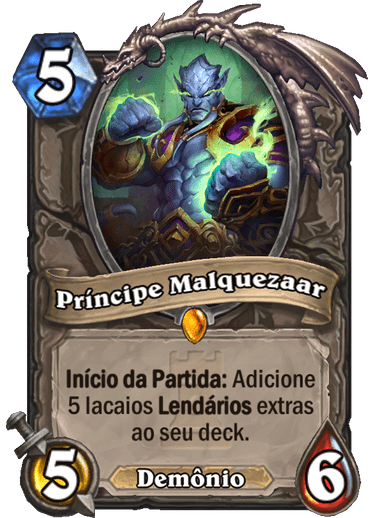 5
Príncipe Malquezaar
Início da Partida: Adicione
5 lacaios Lendários extras
ao seu deck.
5
Demônio
6